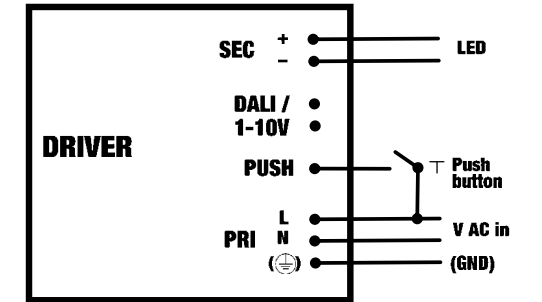 SEC + LED
−
DALI /
1-10V
DRIVER
PUSH Push
button
L
PRI N V AC in
(⏚) (GND)